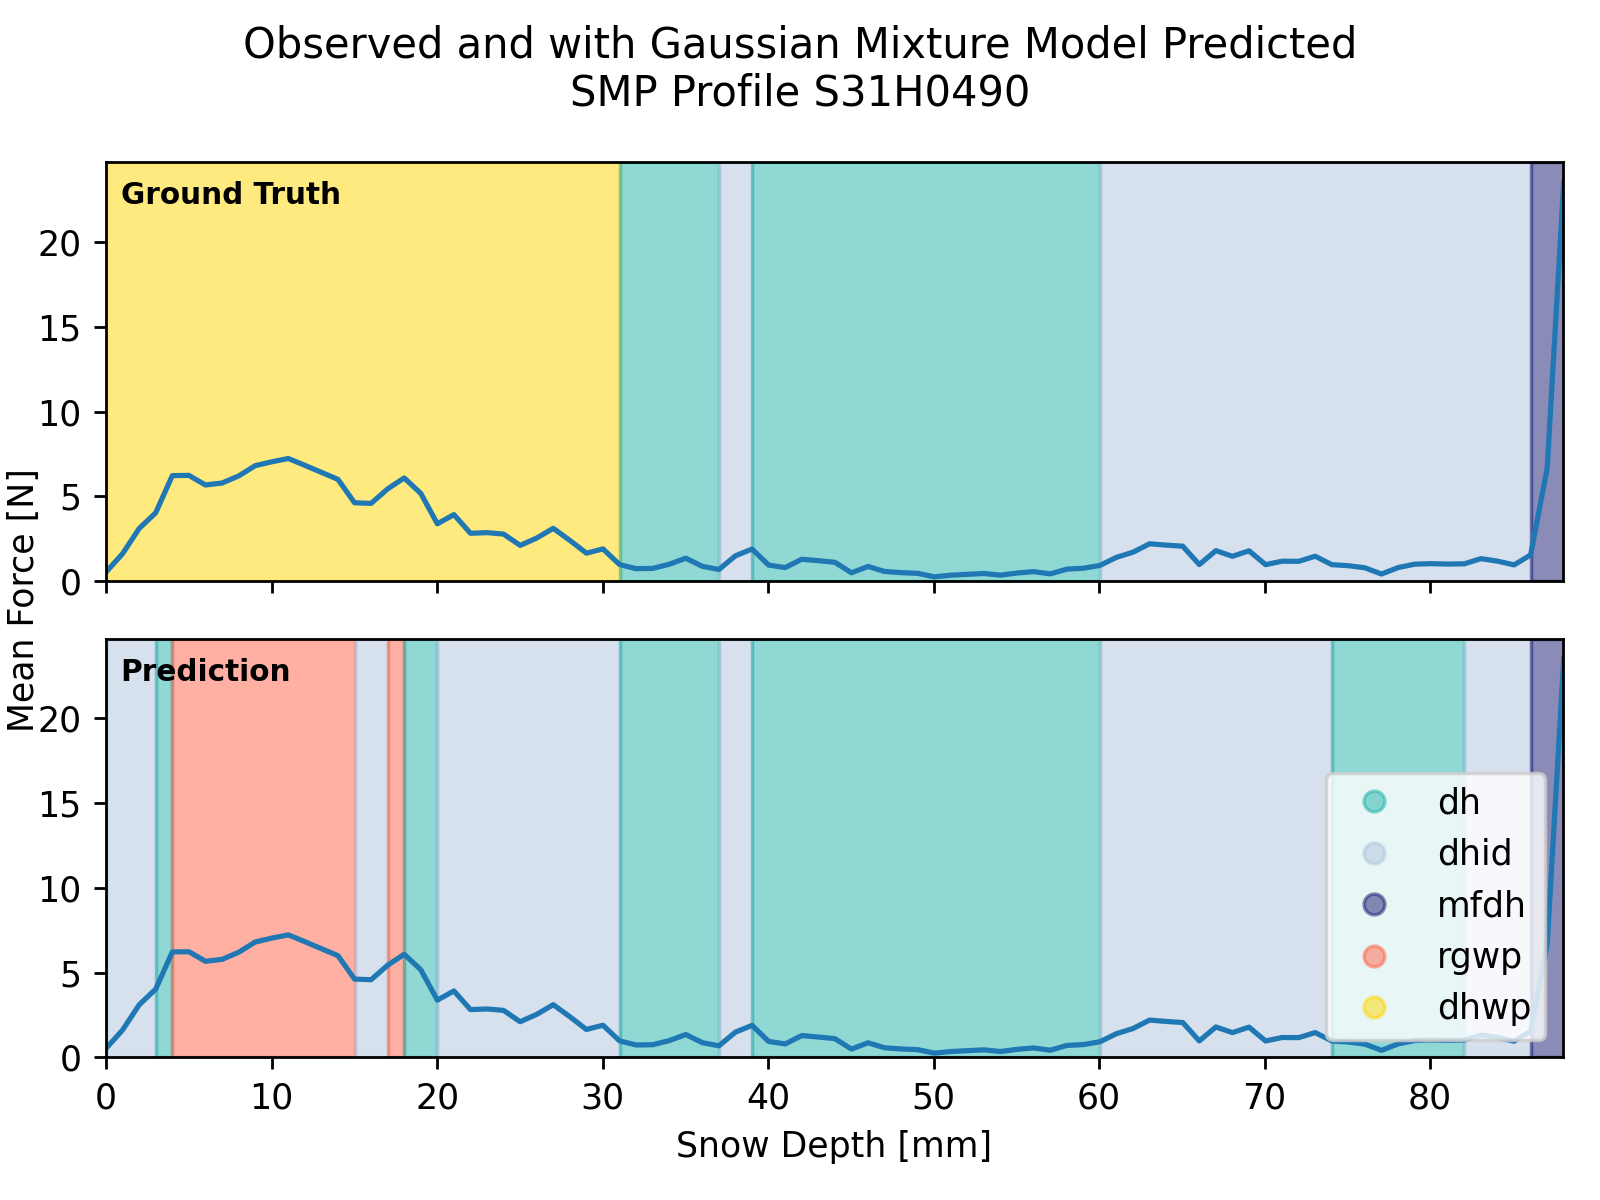 Observed and with Gaussian Mixture Model Predicted
SMP Profile S31H0490
Ground Truth
20
15
10
5
0
Mean Force [N]
Prediction
20
15
10
5
0
dh
dhid
mfdh
rgwp
dhwp
0 10 20 30 40 50 60 70 80
Snow Depth [mm]